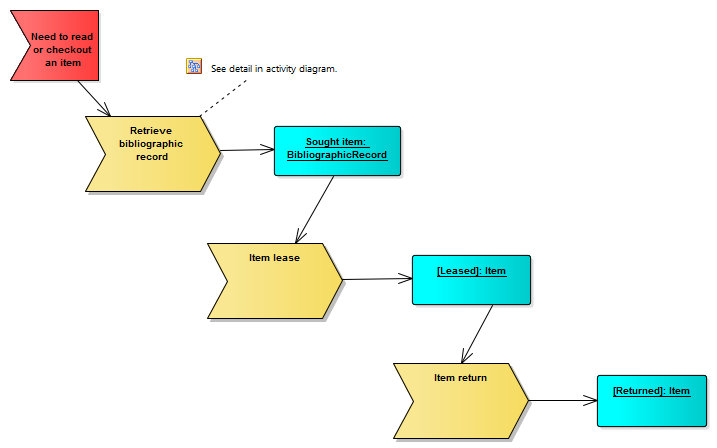 Need to read
or checkout
an item
See detail in activity diagram.
Retrieve
bibliographic
record
Sought item:
BibliographicRecord
Item lease
[Leased]: Item
Item return
[Returned]: Item